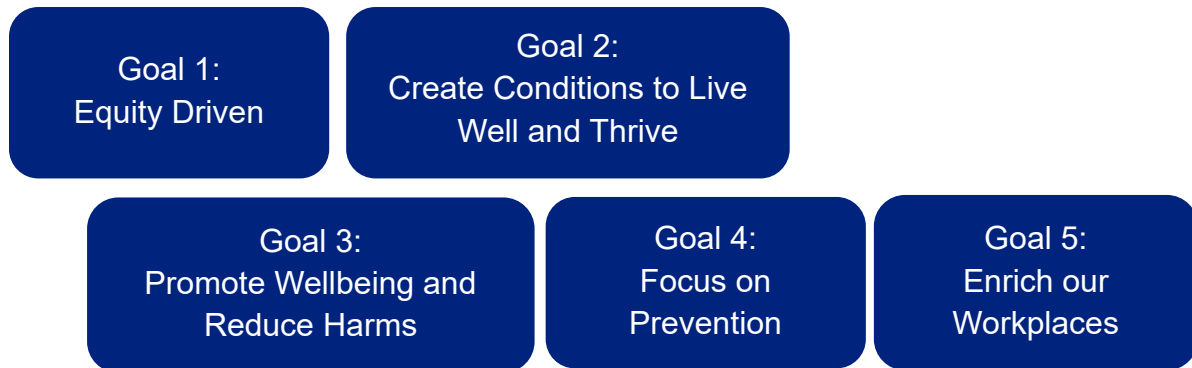 Goal 1:
Equity Driven
Goal 2:
Create Conditions to Live
Well and Thrive
Goal 3:
Promote Wellbeing and
Reduce Harms
Goal 4:
Focus on
Prevention
Goal 5:
Enrich our
Workplaces